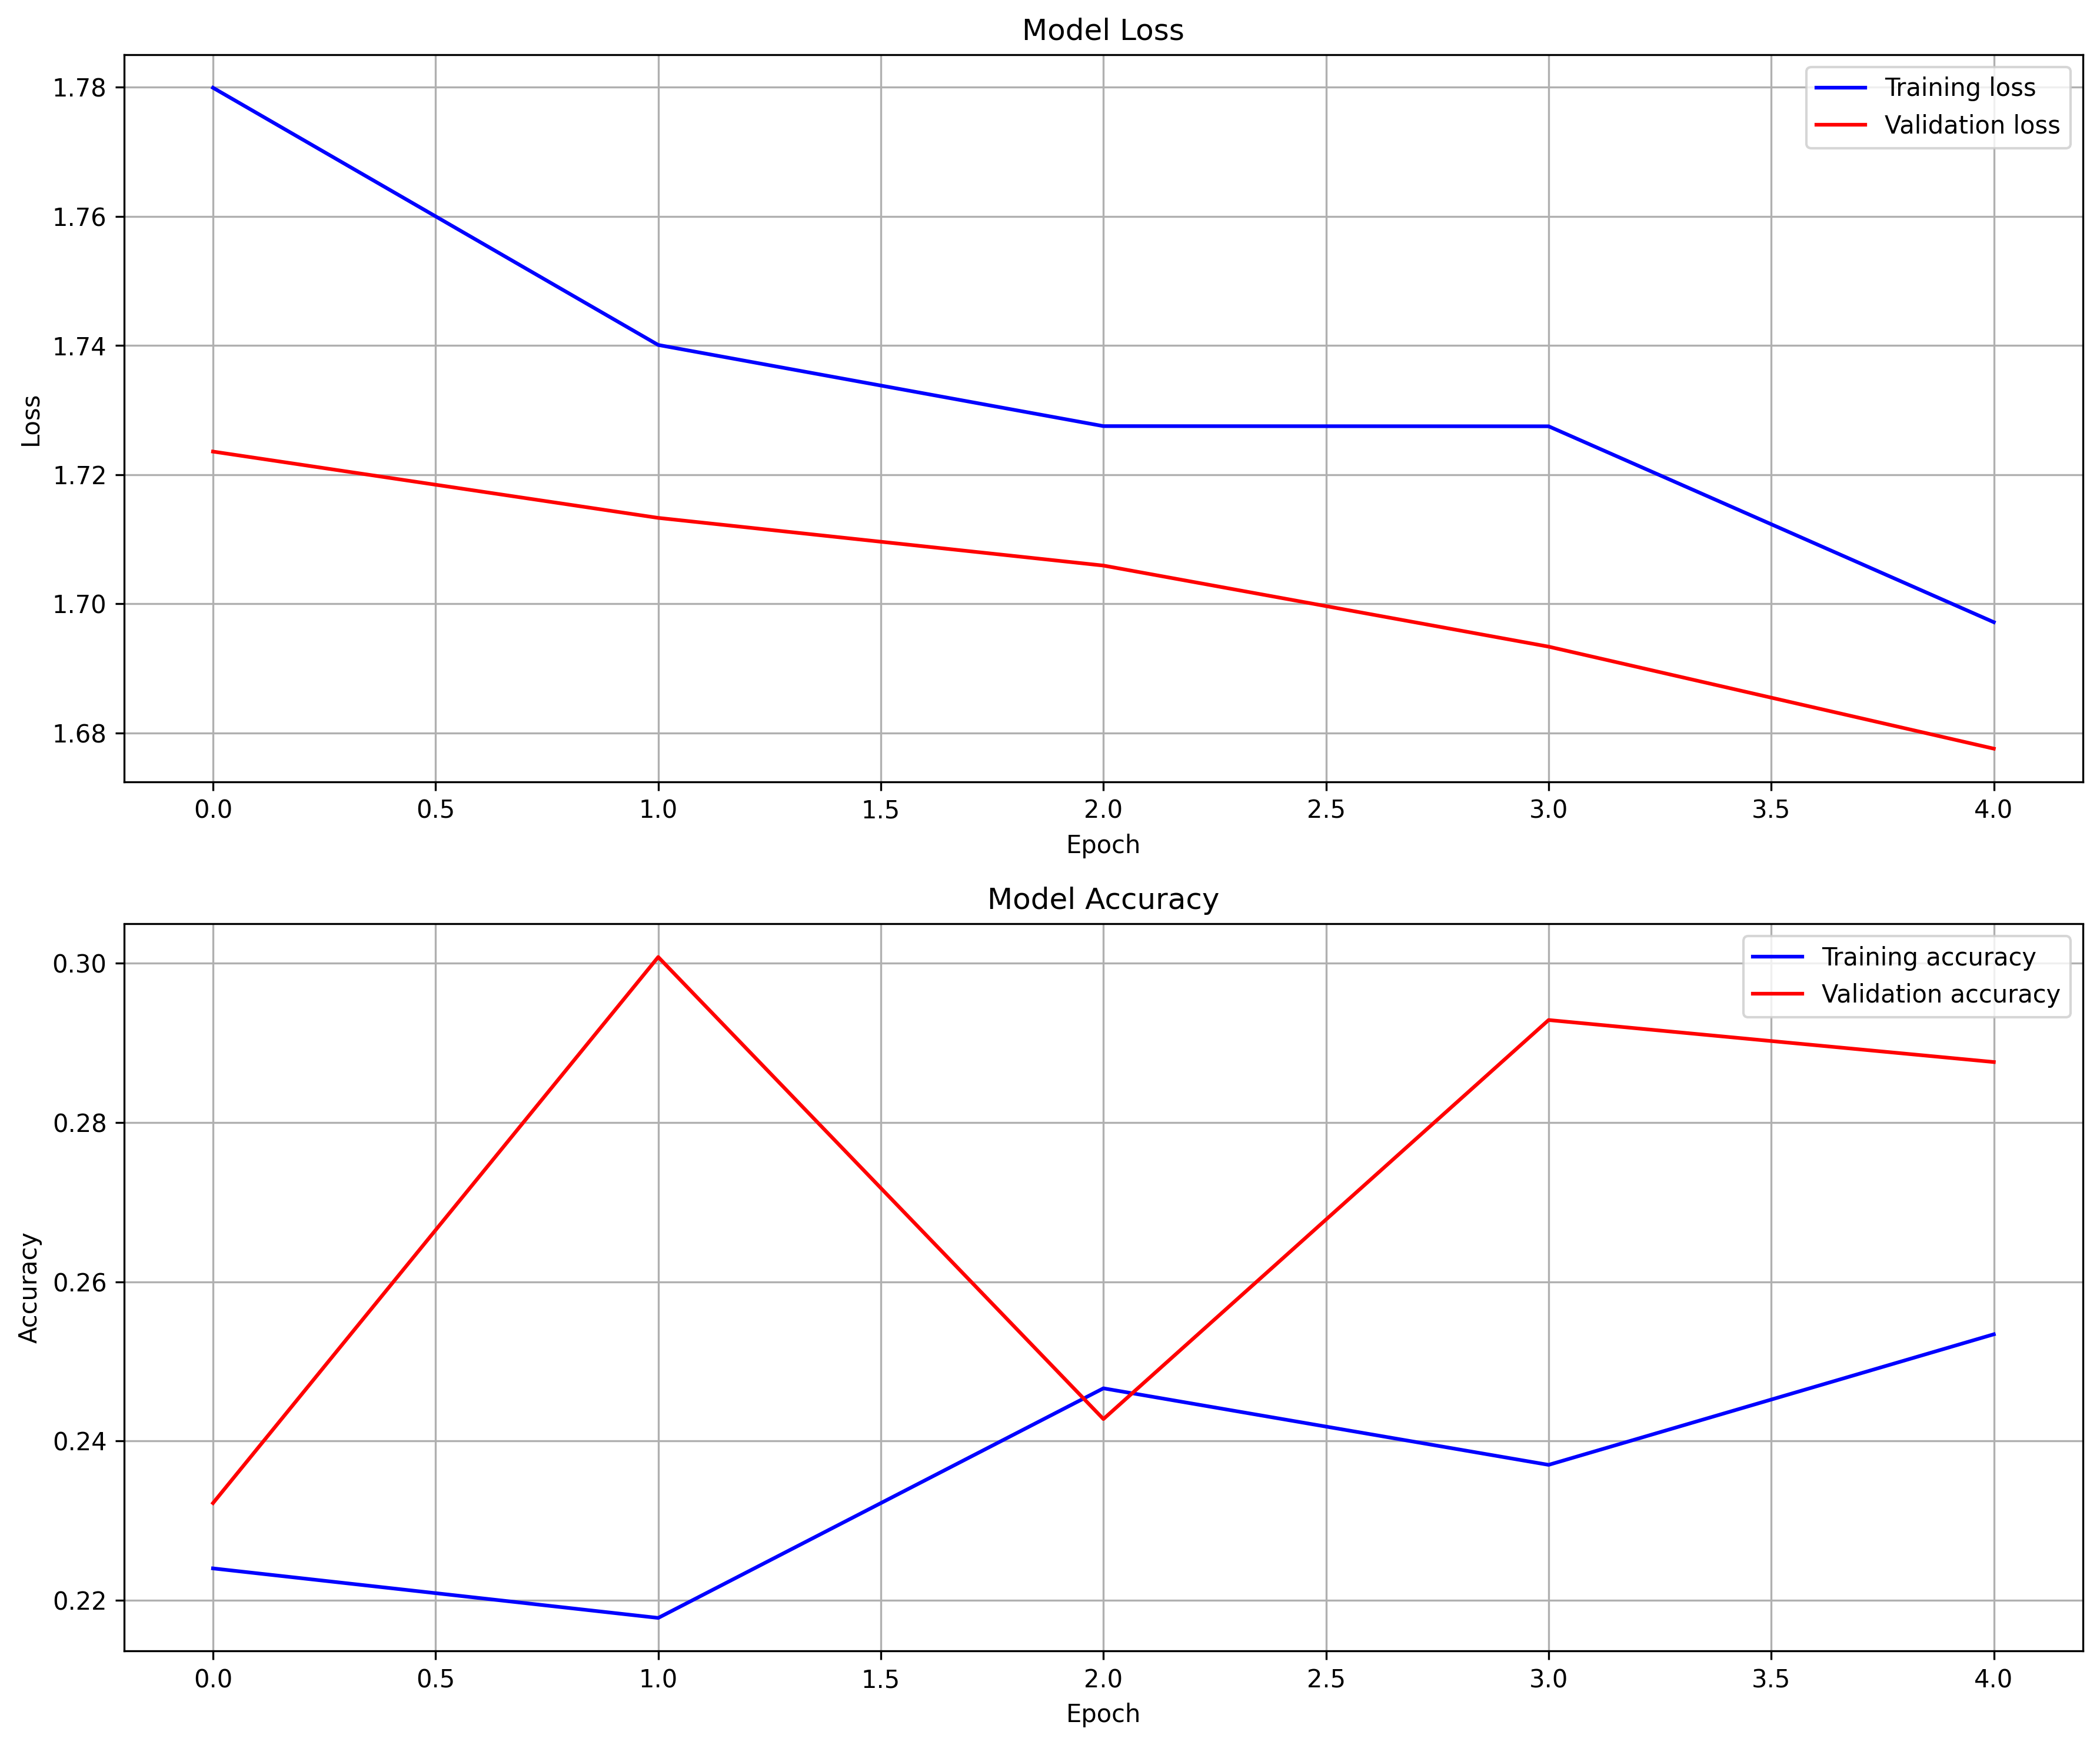 Model Loss
Training loss
Validation loss
1.78
1.76
1.74
1.72
1.70
1.68
Loss
0.0 0.5 1.0 1.5 2.0 2.5 3.0 3.5 4.0
Epoch
Model Accuracy
Training accuracy
Validation accuracy
0.30
0.28
0.26
0.24
0.22
Accuracy
0.0 0.5 1.0 1.5 2.0 2.5 3.0 3.5 4.0
Epoch